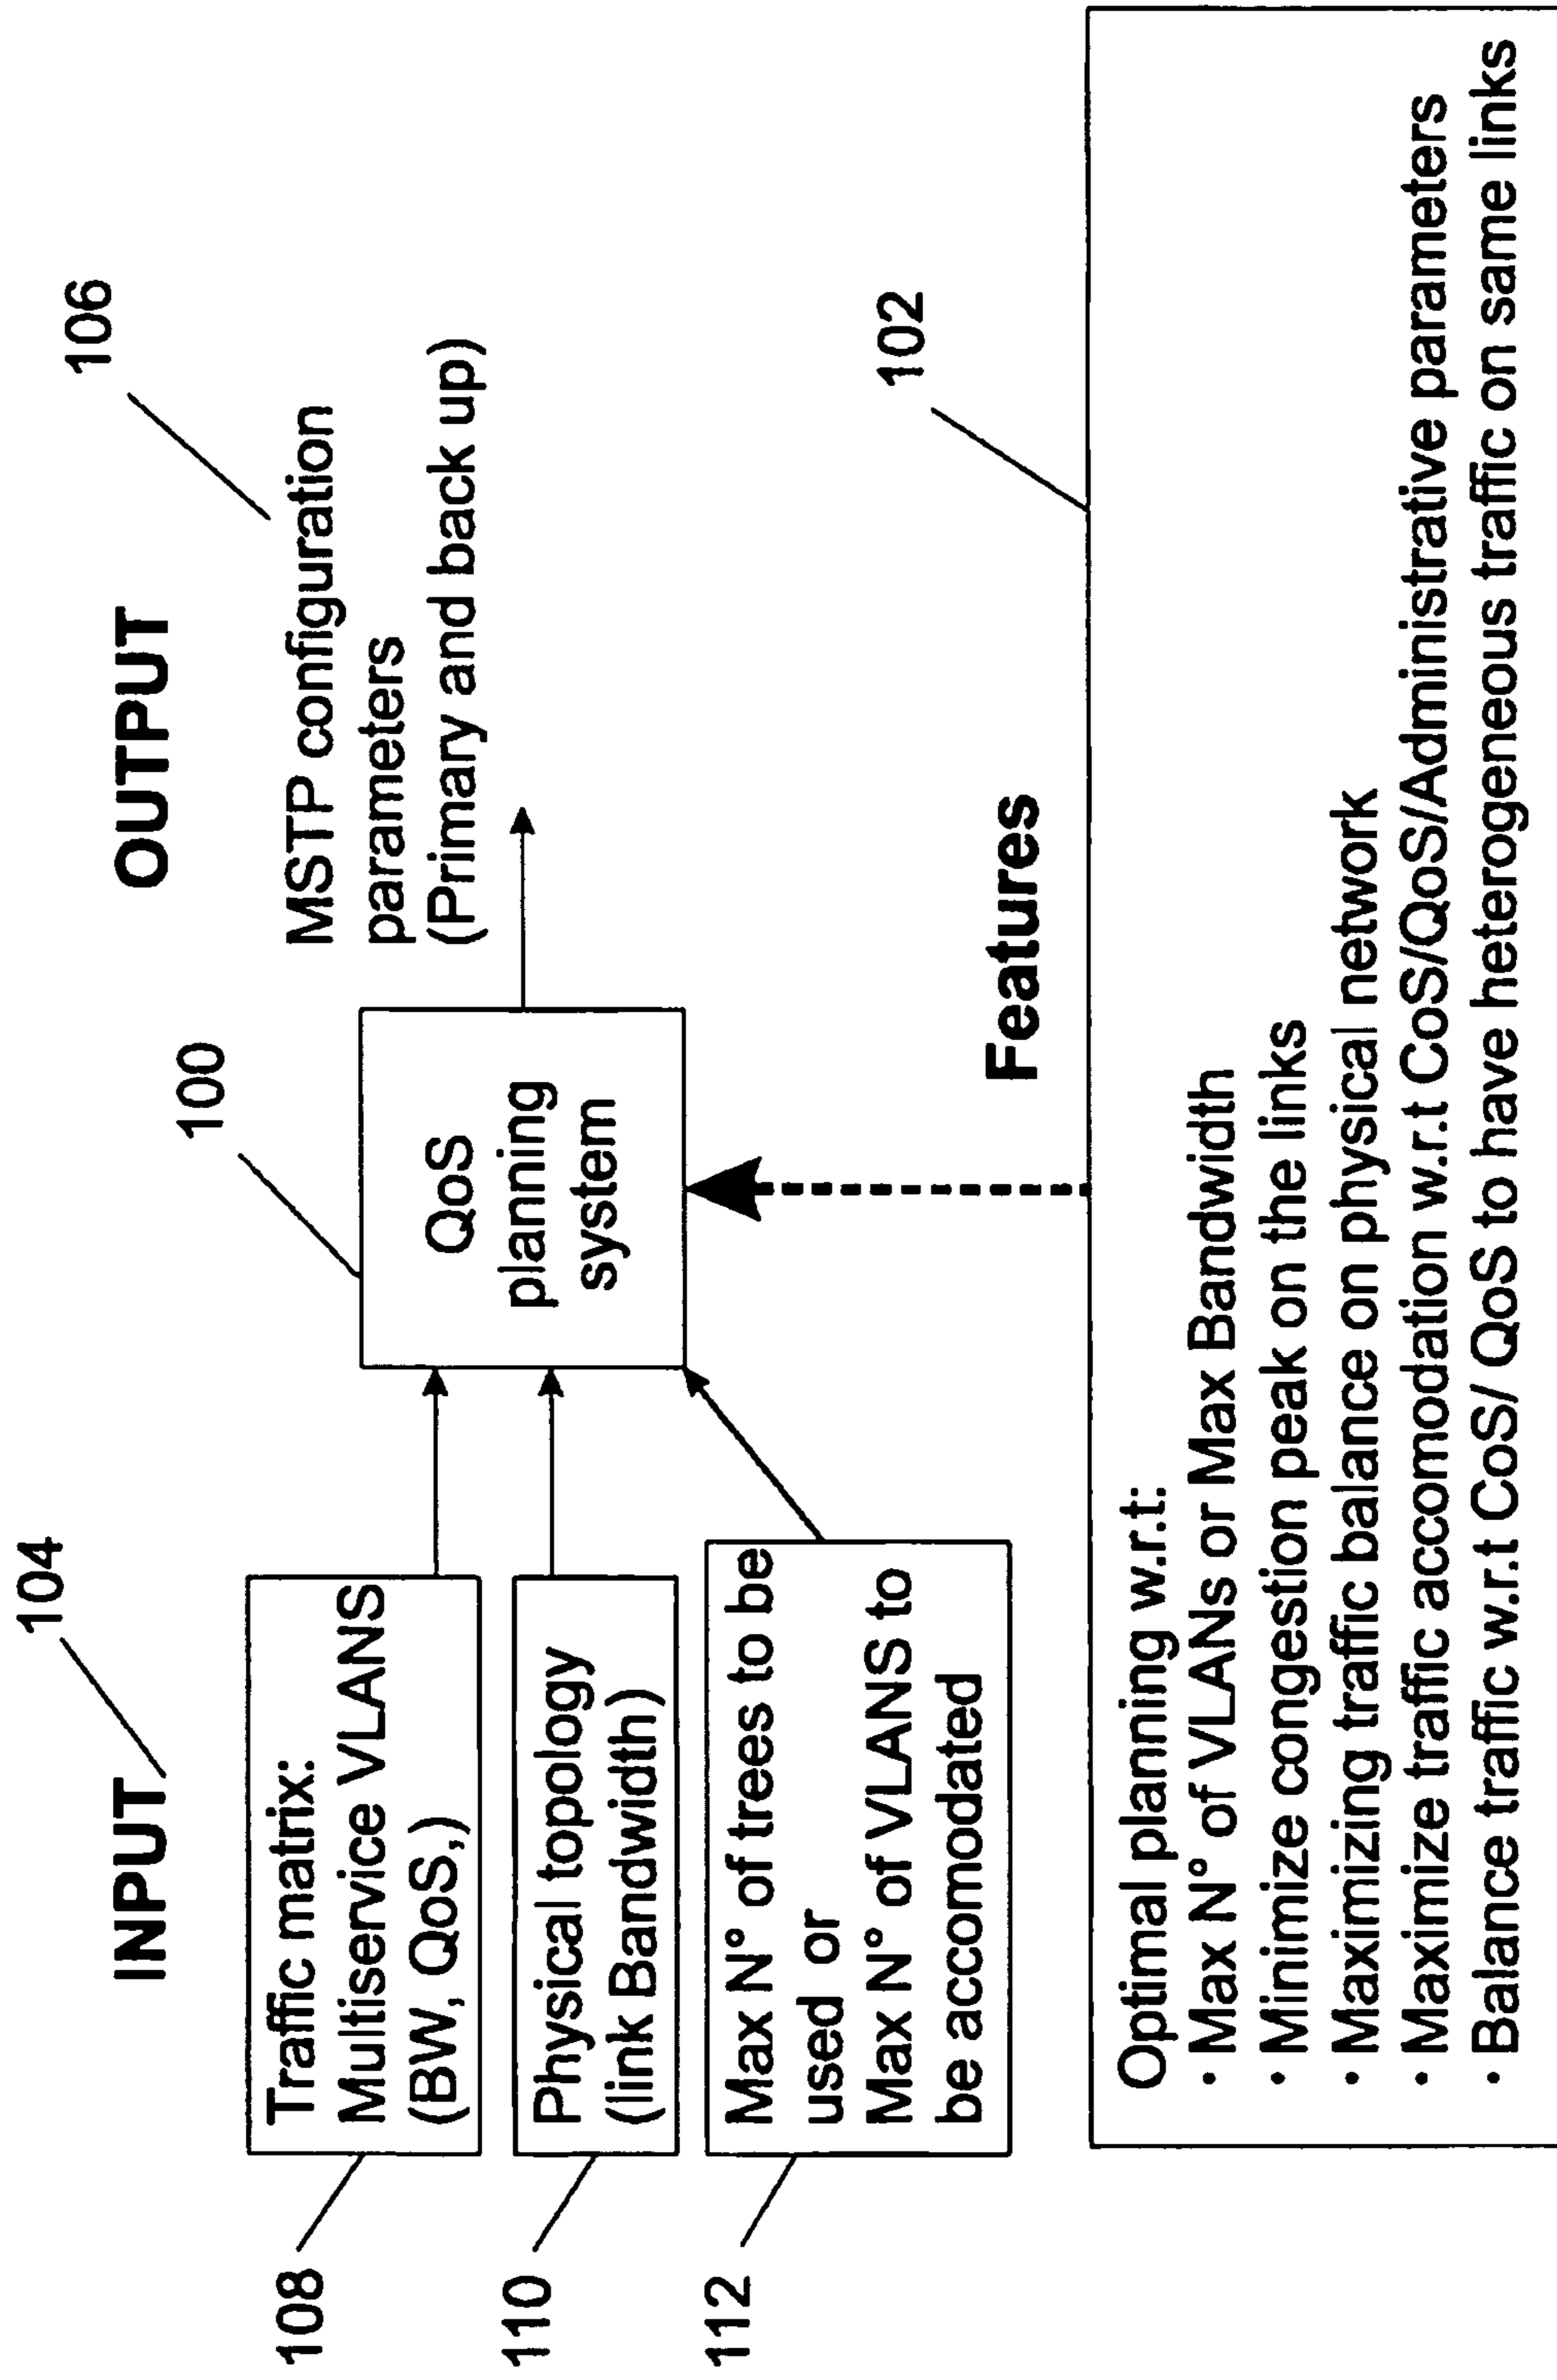 104
INPUT
108
Traffic matrix:
Multiservice VLANS
(BW, QoS,)
110
Physical topology
(link Bandwidth)
112
Max N° of trees to be
used or
Max N° of VLANS to
be accomodated
100
QoS
planning
system
OUTPUT
106
MSTP configuration
parameters
(Primary and back up)
Features
102
Optimal planning w.r.t:
· Max N° of VLANs or Max Bandwidth
· Minimize congestion peak on the links
· Maximizing traffic balance on physical network
· Maximize traffic accomodation w.r.t CoS/QoS/Administrative parameters
· Balance traffic w.r.t CoS/ QoS to have heterogeneous traffic on same links